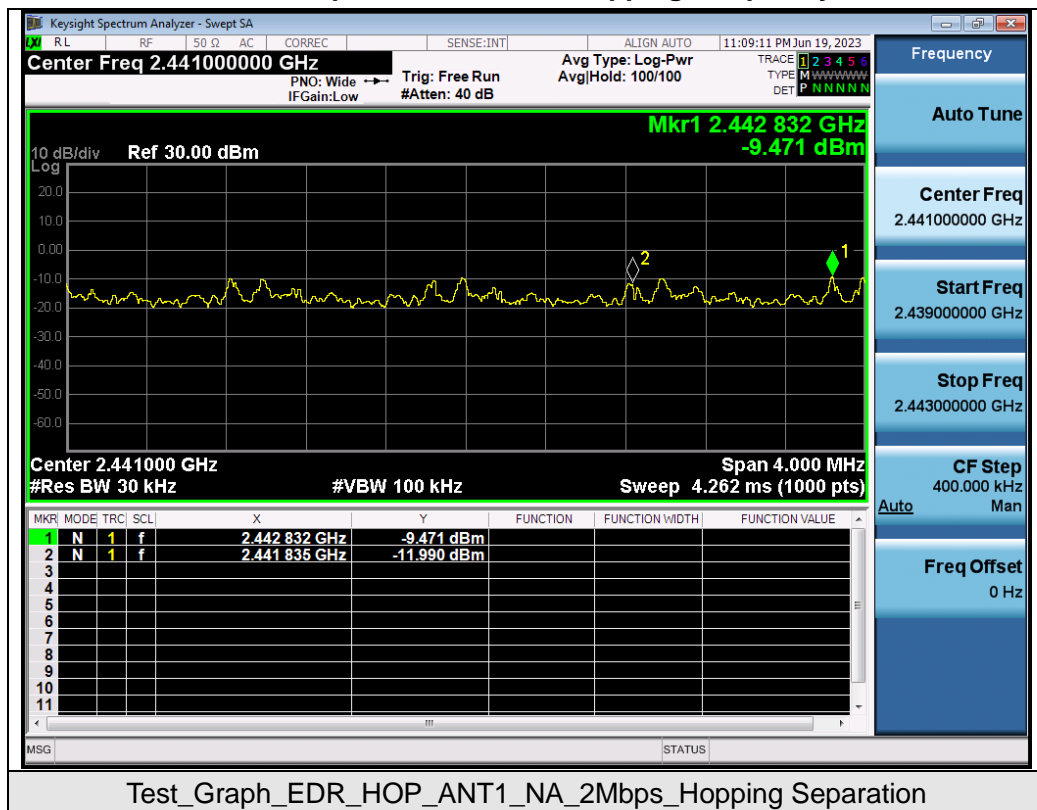 Keysight Spectrum Analyzer - Swept SA
LXI RL RF 50 Ω AC CORREC SENSE:INT ALIGN AUTO 11:09:11 PM Jun 19, 2023
Center Freq 2.441000000 GHz
PNO: Wide
IFGain:Low
Trig: Free Run
#Atten: 40 dB
Avg Type: Log-Pwr
Avg|Hold: 100/100
TRACE 1 2 3 4 5 6
TYPE M WWWWW
DET P N N N N N
Mkr1 2.442 832 GHz
-9.471 dBm
10 dB/div Ref 30.00 dBm
Log
20.0
10.0
0.00
-10.0
-20.0
-30.0
-40.0
-50.0
-60.0
2
1
Center 2.441000 GHz Span 4.000 MHz
#Res BW 30 kHz #VBW 100 kHz Sweep 4.262 ms (1000 pts)
MKR MODE TRC SCL X Y FUNCTION FUNCTION WIDTH FUNCTION VALUE
1 N 1 f 2.442 832 GHz -9.471 dBm
2 N 1 f 2.441 835 GHz -11.990 dBm
3
4
5
6
7
8
9
10
11
MSG STATUS
Frequency
Auto Tune
Center Freq
2.441000000 GHz
Start Freq
2.439000000 GHz
Stop Freq
2.443000000 GHz
CF Step
400.000 kHz
Auto Man
Freq Offset
0 Hz
Test_Graph_EDR_HOP_ANT1_NA_2Mbps_Hopping Separation